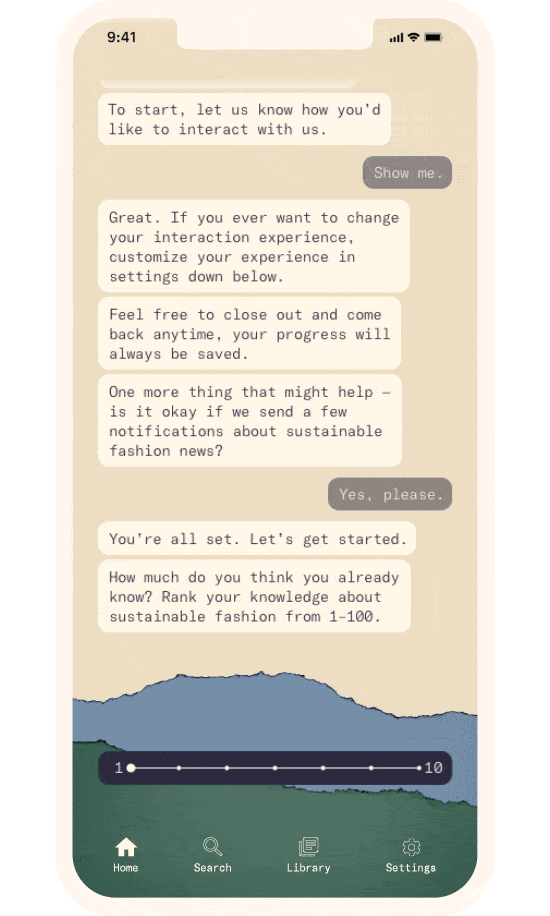 9:41
To start, let us know how you’d
like to interact with us.
Show me.
Great. If you ever want to change
your interaction experience,
customize your experience in
settings down below.
Feel free to close out and come
back anytime, your progress will
always be saved.
One more thing that might help –
is it okay if we send a few
notifications about sustainable
fashion news?
Yes, please.
You’re all set. Let’s get started.
How much do you think you already
know? Rank your knowledge about
sustainable fashion from 1–100.
1 10
Home Search Library Settings